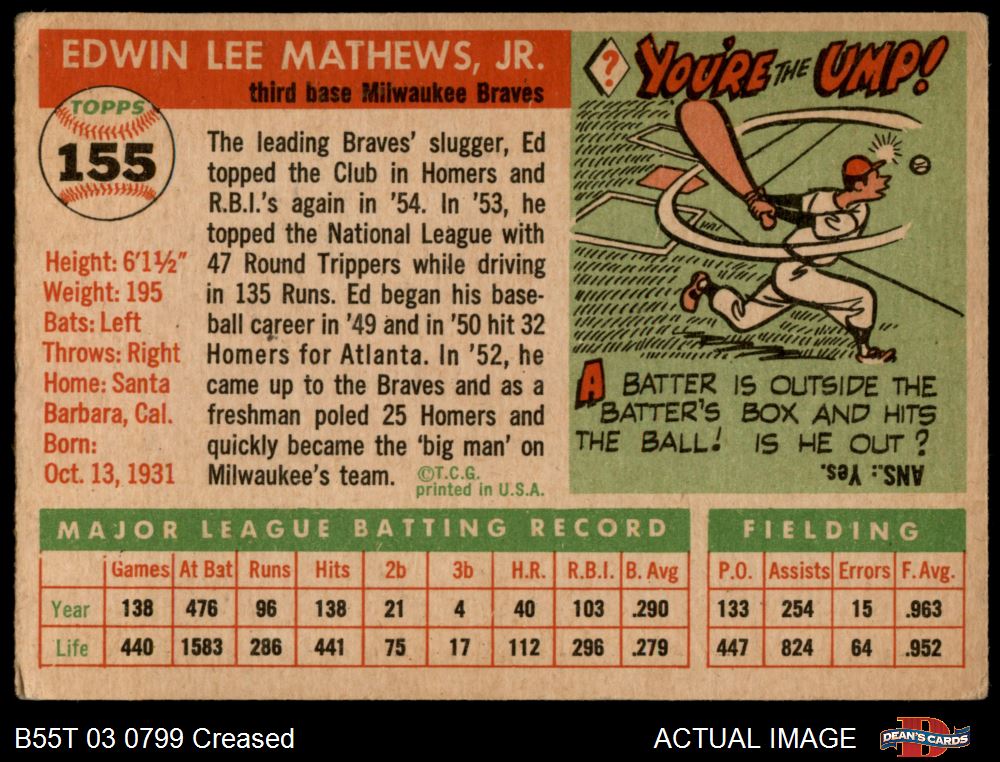 EDWIN LEE MATHEWS, JR.
third base Milwaukee Braves
TOPPS
155
Height: 6'1½"
Weight: 195
Bats: Left
Throws: Right
Home: Santa
Barbara, Cal.
Born:
Oct. 13, 1931
The leading Braves' slugger, Ed
topped the Club in Homers and
R.B.I.'s again in '54. In '53, he
topped the National League with
47 Round Trippers while driving
in 135 Runs. Ed began his base-
ball career in '49 and in '50 hit 32
Homers for Atlanta. In '52, he
came up to the Braves and as a
freshman poled 25 Homers and
quickly became the 'big man' on
Milwaukee's team.
©T.C.G.
printed in U.S.A.
? YOU'RE THE UMP!
A BATTER IS OUTSIDE THE
BATTER'S BOX AND HITS
THE BALL! IS HE OUT?
ANS.: Yes.
MAJOR LEAGUE BATTING RECORD
Games At Bat Runs Hits 2b 3b H.R. R.B.I. B. Avg
Year 138 476 96 138 21 4 40 103 .290
Life 440 1583 286 441 75 17 112 296 .279
FIELDING
P.O. Assists Errors F. Avg.
133 254 15 .963
447 824 64 .952
B55T 03 0799 Creased
ACTUAL IMAGE
D
DEAN'S CARDS